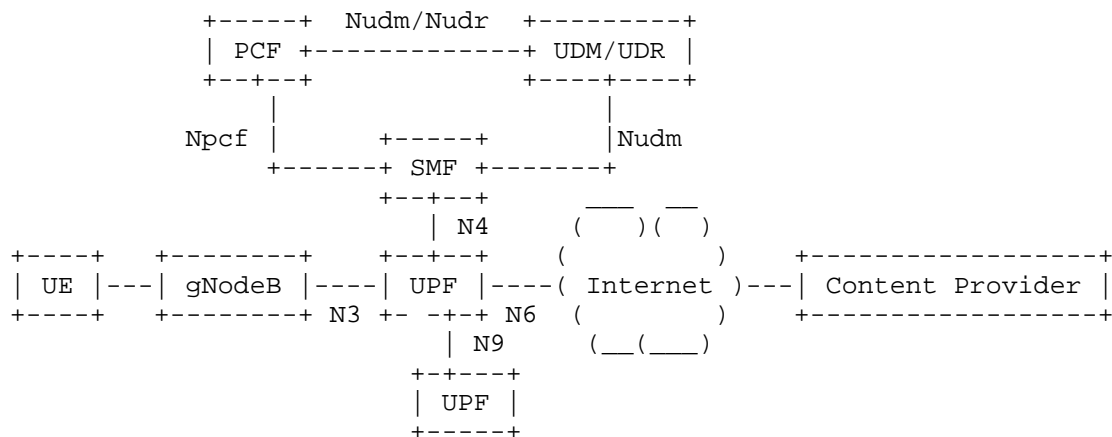 Nudm/Nudr
PCF UDM/UDR
Npcf Nudm
SMF
N4
UE gNodeB UPF Internet Content Provider
N3 N6
N9
UPF